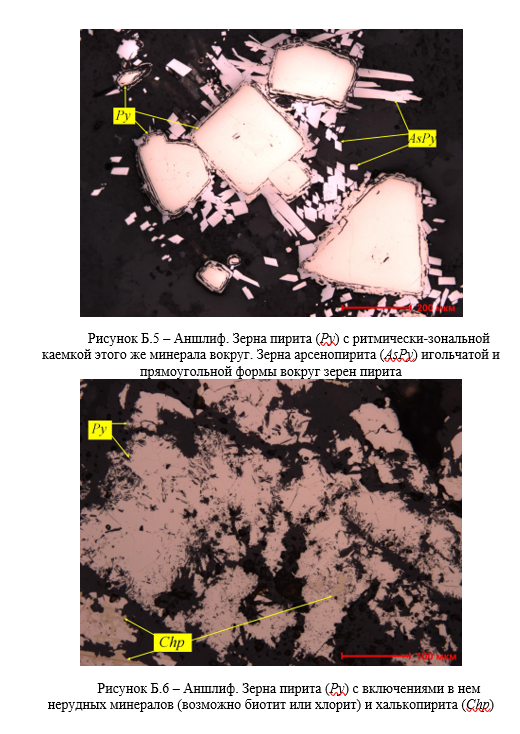 Py
AsPy
200 мкм
Рисунок Б.5 – Аншлиф. Зерна пирита (Py) с ритмически-зональной
каемкой этого же минерала вокруг. Зерна арсенопирита (AsPy) игольчатой и
прямоугольной формы вокруг зерен пирита
Py
Chp
200 мкм
Рисунок Б.6 – Аншлиф. Зерна пирита (Py) с включениями в нем
нерудных минералов (возможно биотит или хлорит) и халькопирита (Chp)